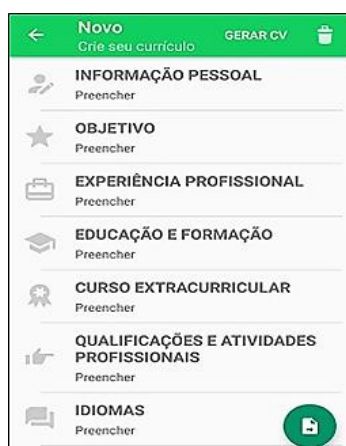 Novo
Crie seu currículo
GERAR CV
INFORMAÇÃO PESSOAL
Preencher
OBJETIVO
Preencher
EXPERIÊNCIA PROFISSIONAL
Preencher
EDUCAÇÃO E FORMAÇÃO
Preencher
CURSO EXTRACURRICULAR
Preencher
QUALIFICAÇÕES E ATIVIDADES
PROFISSIONAIS
Preencher
IDIOMAS
Preencher